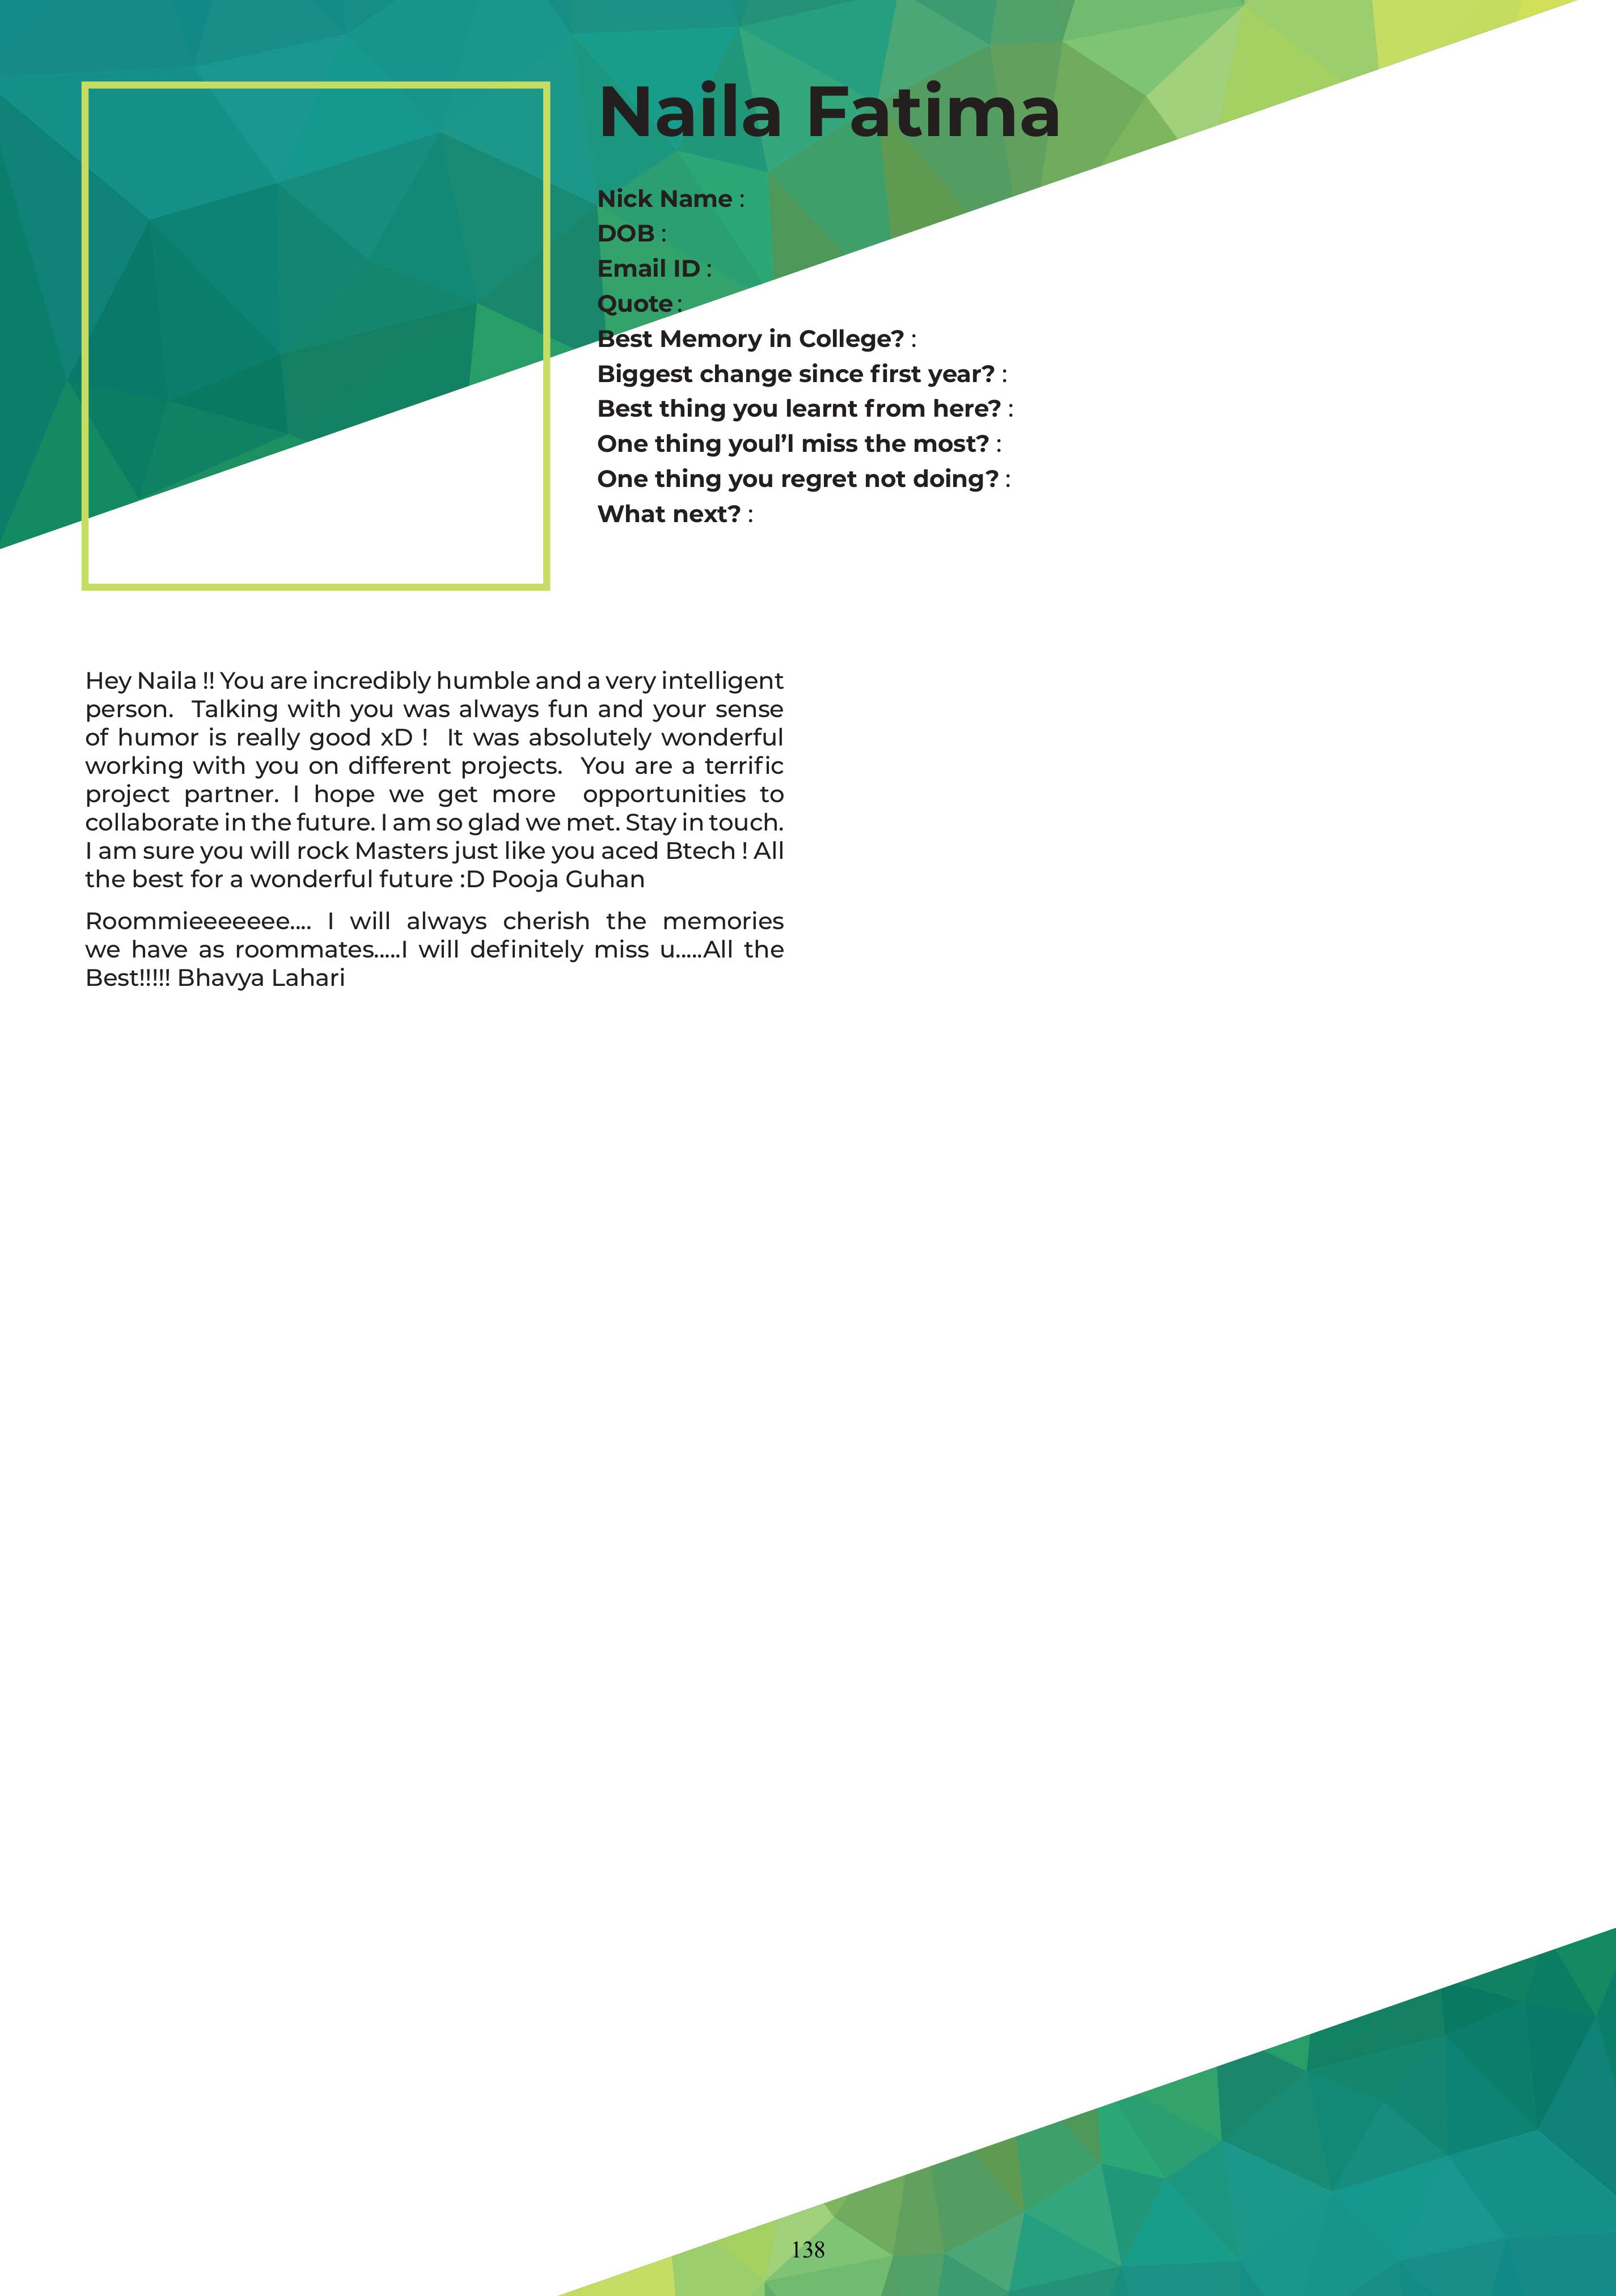 Naila Fatima
Nick Name :
DOB :
Email ID :
Quote :
Best Memory in College? :
Biggest change since first year? :
Best thing you learnt from here? :
One thing youl’l miss the most? :
One thing you regret not doing? :
What next? :
Hey Naila !! You are incredibly humble and a very intelligent
person.  Talking with you was always fun and your sense
of humor is really good xD !  It was absolutely wonderful
working with you on different projects.  You are a terrific
project partner. I hope we get more  opportunities to
collaborate in the future. I am so glad we met. Stay in touch.
I am sure you will rock Masters just like you aced Btech ! All
the best for a wonderful future :D Pooja Guhan
Roommieeeeeee.... I will always cherish the memories
we have as roommates.....I will definitely miss u.....All the
Best!!!!! Bhavya Lahari
138